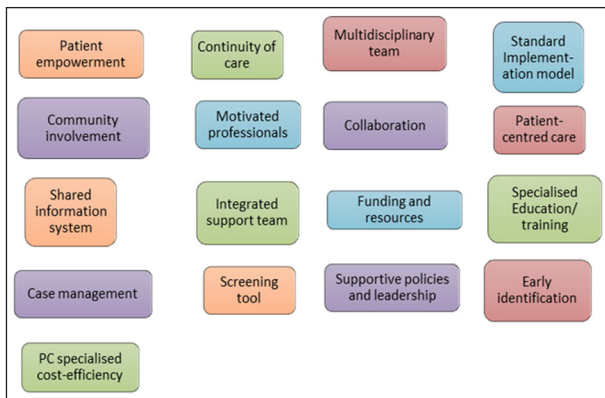 Patient
empowerment
Continuity of
care
Multidisciplinary
team
Standard
Implement-
ation model
Community
involvement
Motivated
professionals
Collaboration
Patient-
centred care
Shared
information
system
Integrated
support team
Funding and
resources
Specialised
Education/
training
Case management
Screening
tool
Supportive policies
and leadership
Early
identification
PC specialised
cost-efficiency